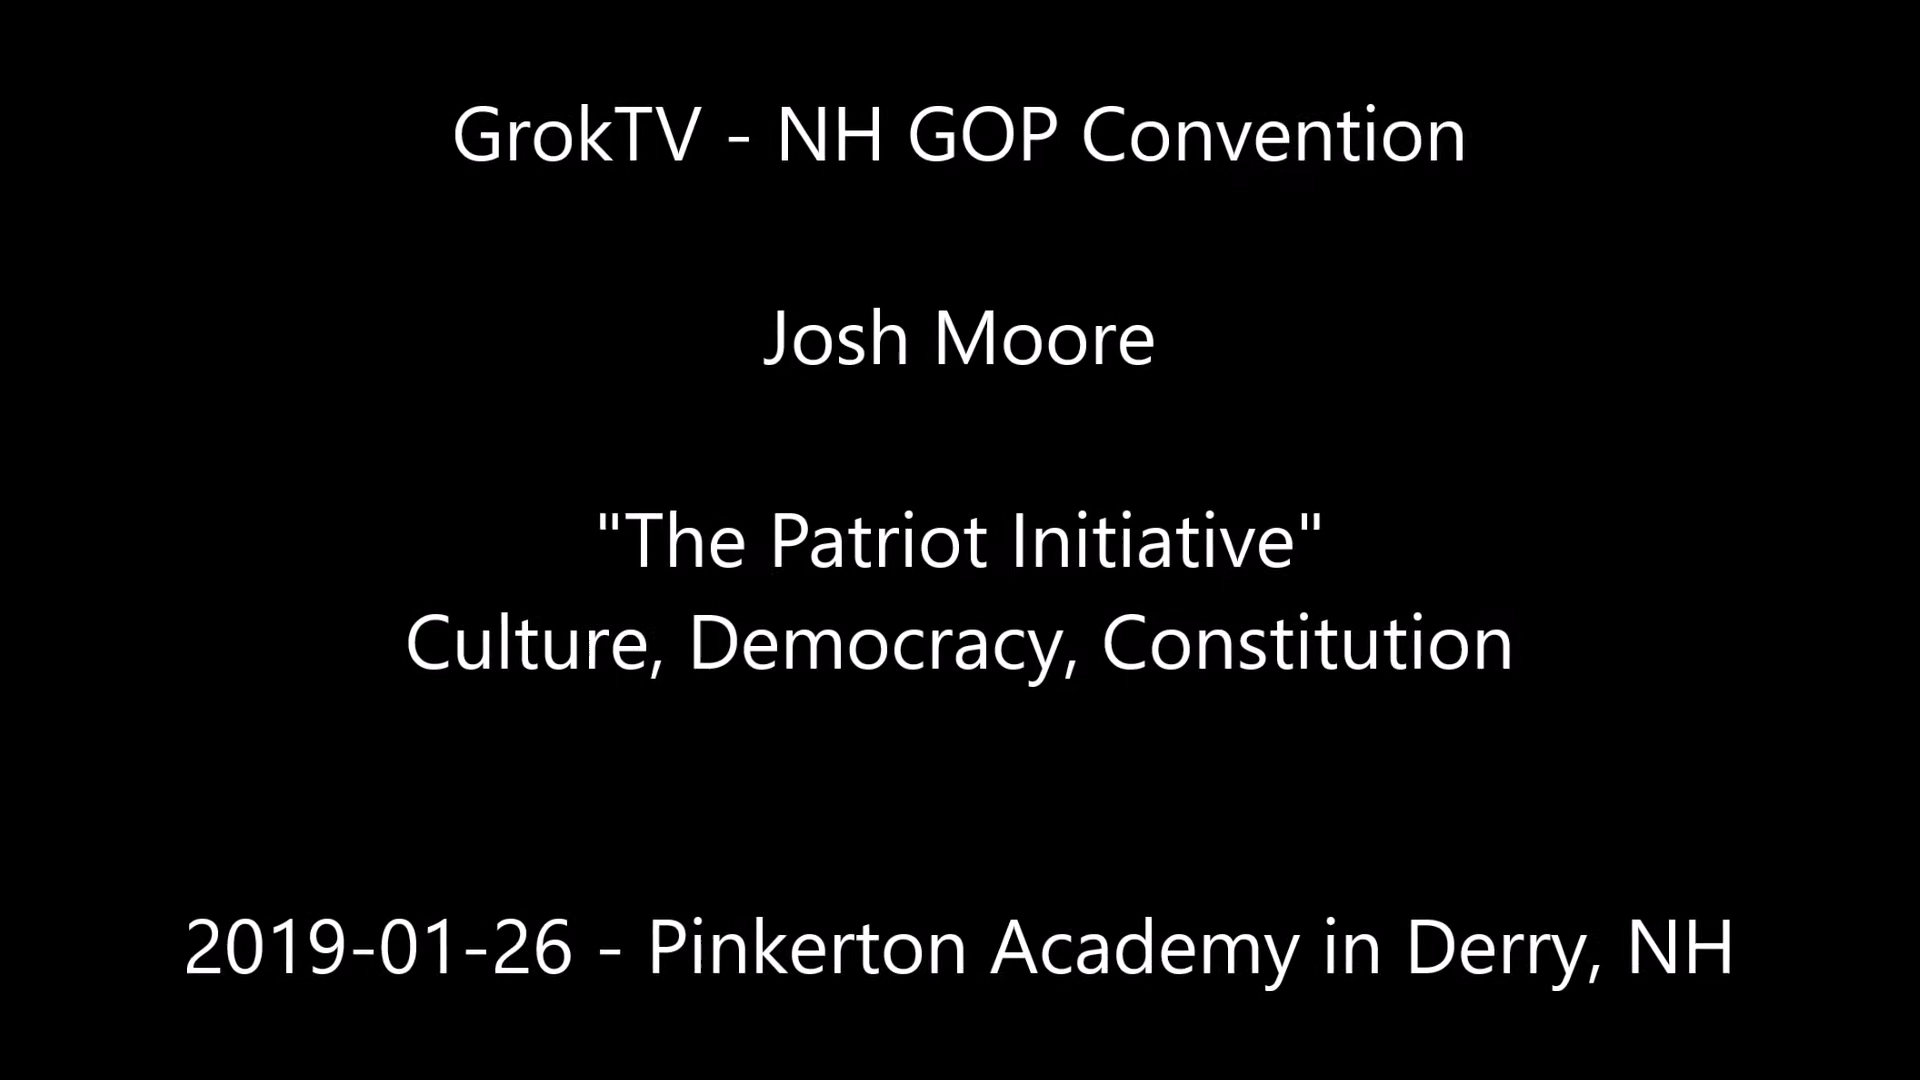 GrokTV - NH GOP Convention
Josh Moore
"The Patriot Initiative"
Culture, Democracy, Constitution
2019-01-26 - Pinkerton Academy in Derry, NH